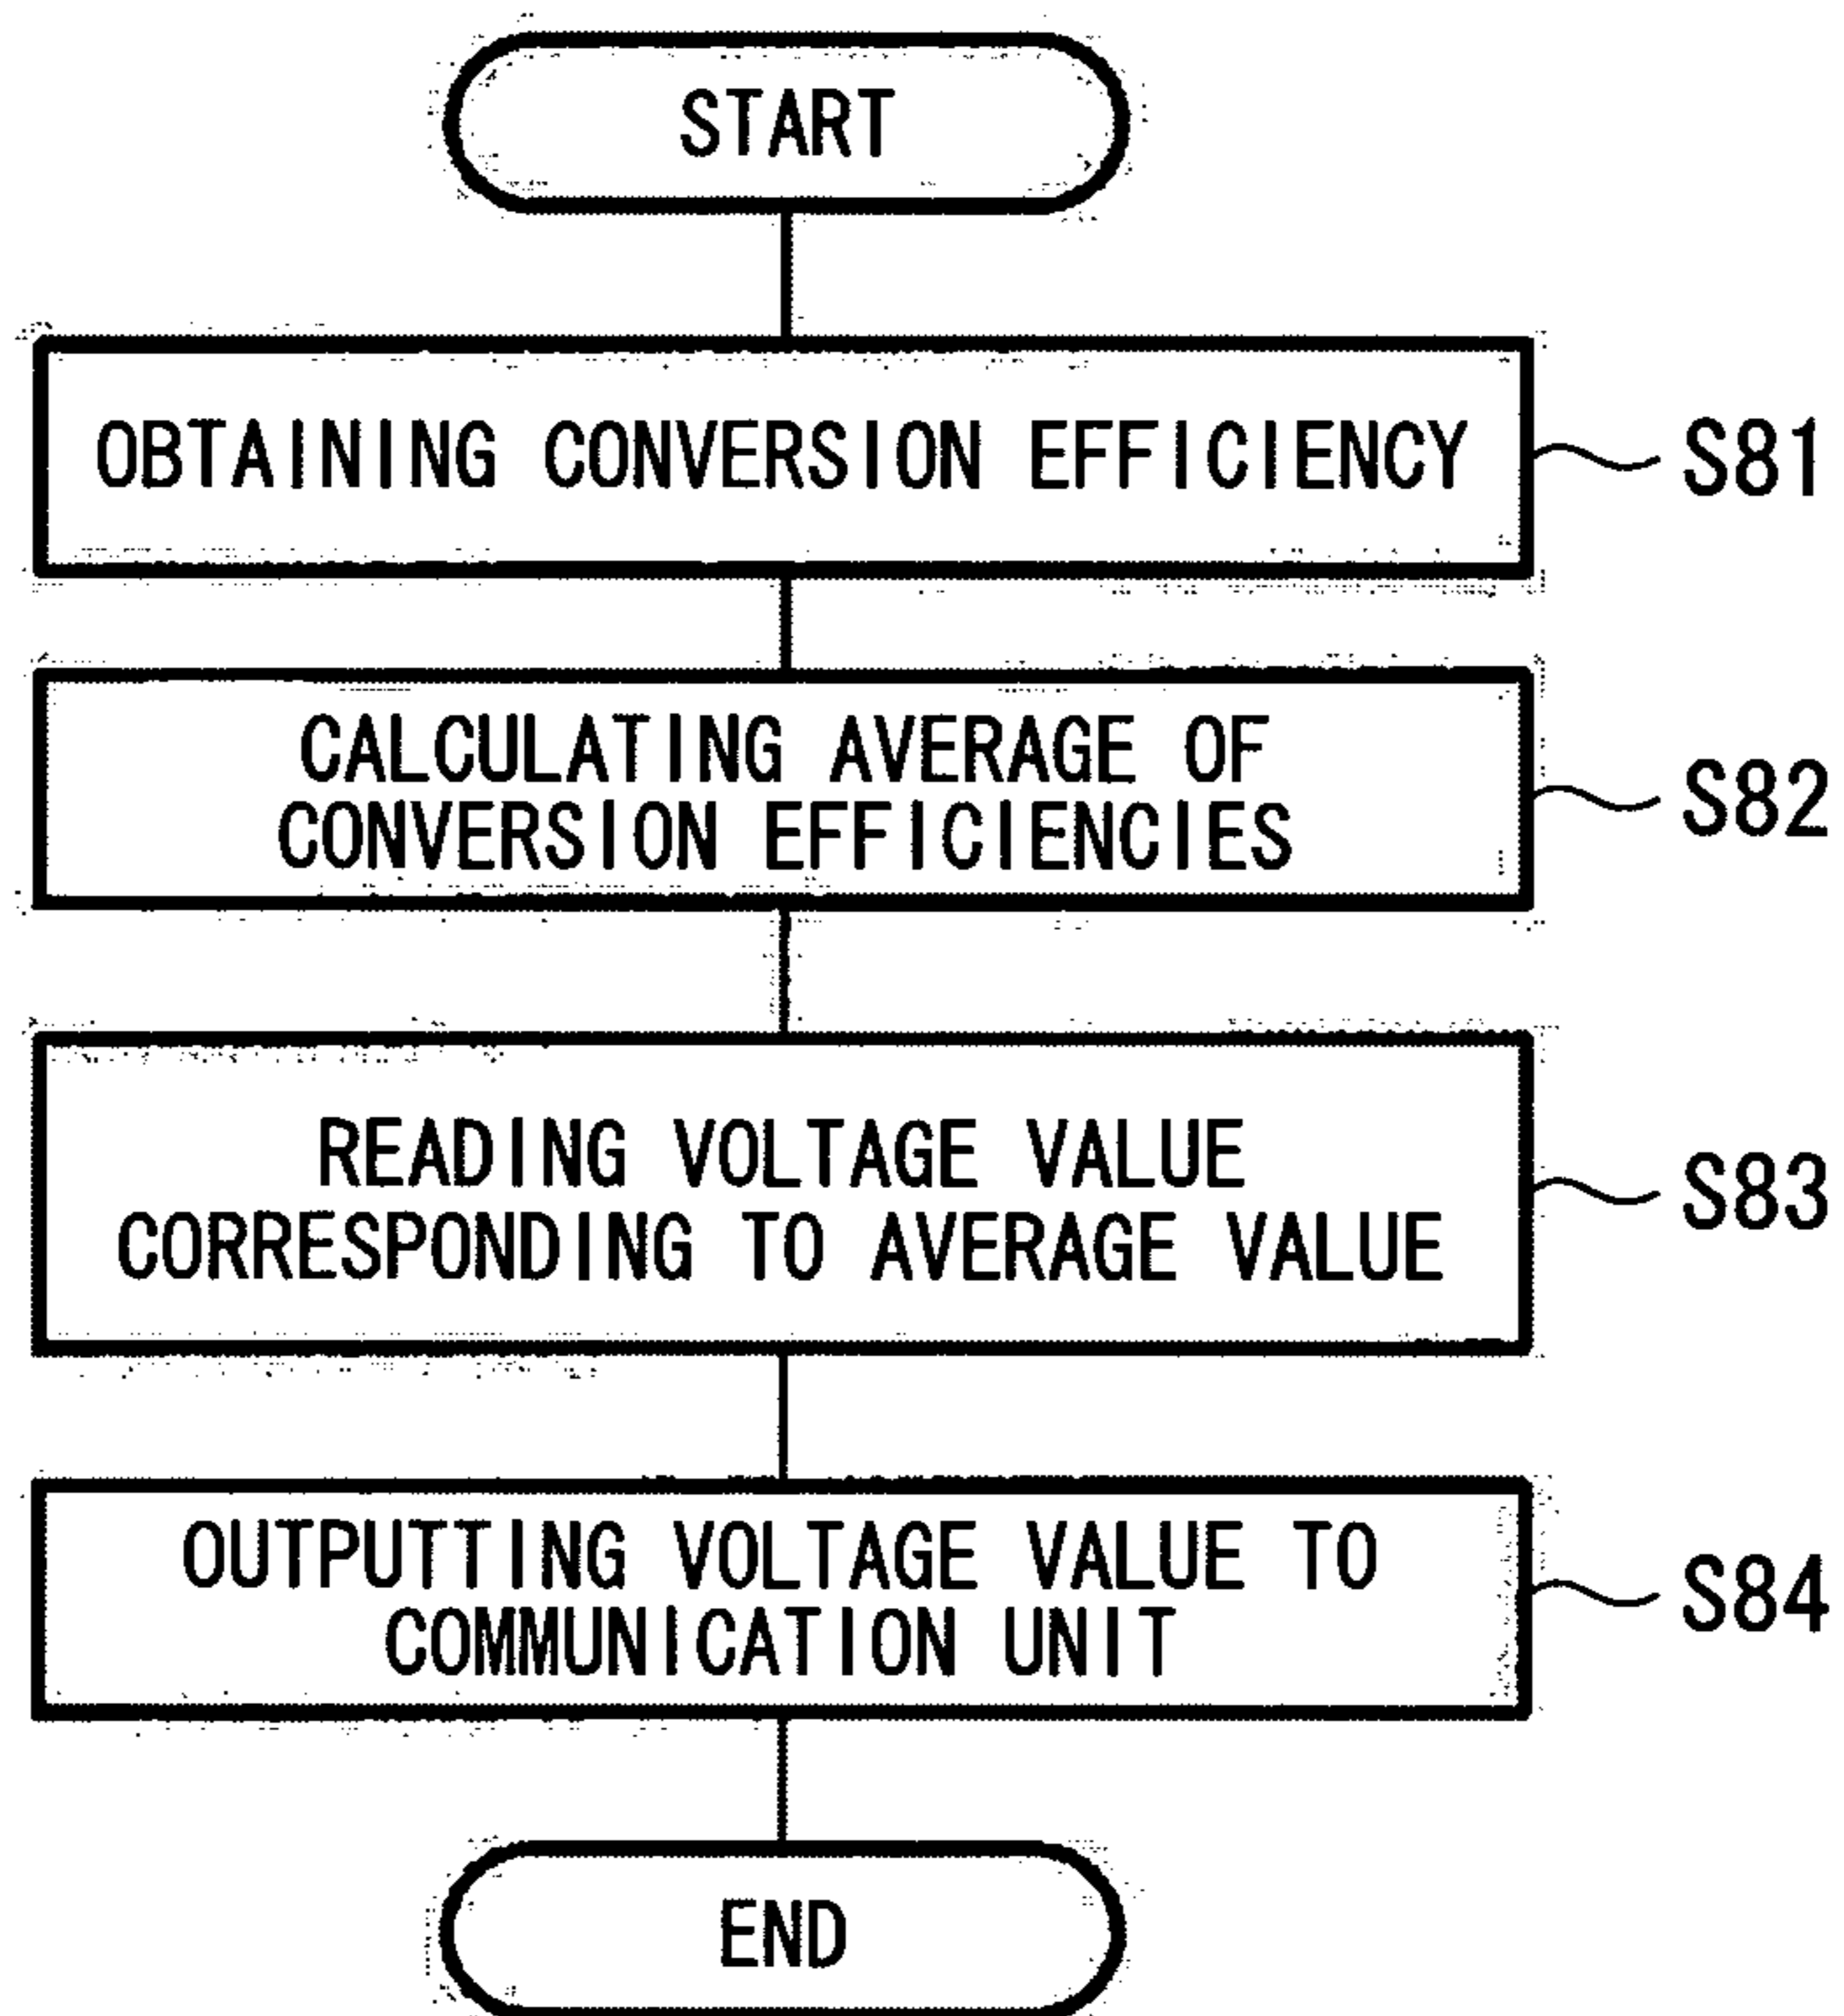 START
OBTAINING CONVERSION EFFICIENCY
S81
CALCULATING AVERAGE OF
CONVERSION EFFICIENCIES
S82
READING VOLTAGE VALUE
CORRESPONDING TO AVERAGE VALUE
S83
OUTPUTTING VOLTAGE VALUE TO
COMMUNICATION UNIT
S84
END